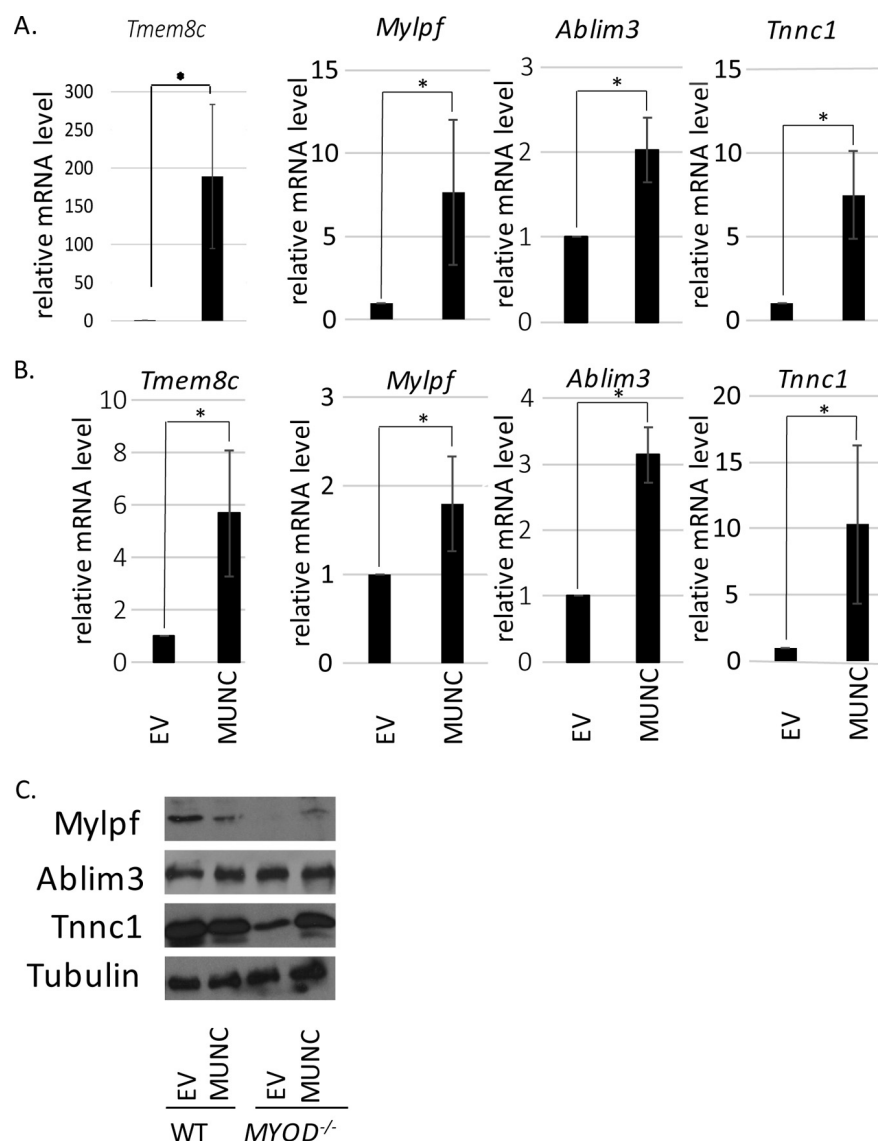 A.
Tmem8c
Mylpf
Ablim3
Tnnc1
relative mRNA level
300
250
200
150
100
50
0
*
relative mRNA level
15
10
5
0
*
relative mRNA level
3
2
1
0
*
relative mRNA level
15
10
5
0
*
B.
Tmem8c
Mylpf
Ablim3
Tnnc1
relative mRNA level
10
8
6
4
2
0
*
EV
MUNC
relative mRNA level
3
2
1
0
*
EV
MUNC
relative mRNA level
4
3
2
1
0
*
EV
MUNC
relative mRNA level
20
15
10
5
0
*
EV
MUNC
C.
Mylpf
Ablim3
Tnnc1
Tubulin
EV
MUNC
EV
MUNC
WT
MYOD-/-